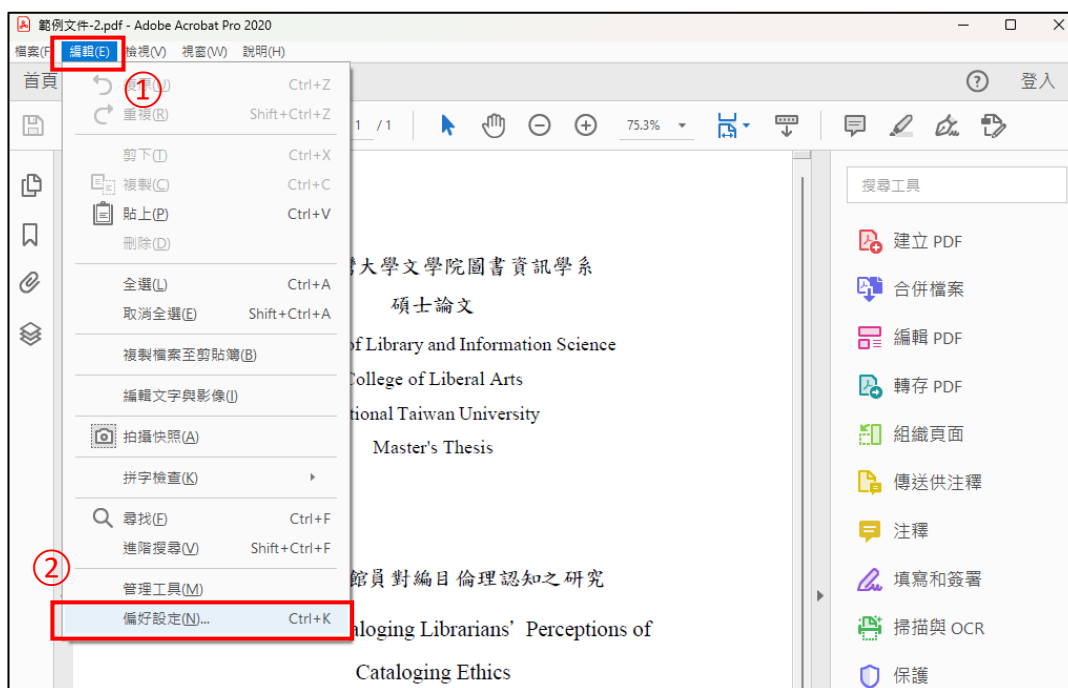 範例文件-2.pdf - Adobe Acrobat Pro 2020
檔案(F 編輯(E) 檢視(V) 視窗(W) 說明(H)
首頁 登入
①
復原(U) Ctrl+Z
重複(R) Shift+Ctrl+Z
1 / 1 75.3%
剪下(T) Ctrl+X
複製(C) Ctrl+C
貼上(P) Ctrl+V
刪除(D)
全選(L) Ctrl+A
取消全選(E) Shift+Ctrl+A
複製檔案至剪貼簿(B)
編輯文字與影像(I)
拍攝快照(A)
拼字檢查(K)
尋找(F) Ctrl+F
進階搜尋(V) Shift+Ctrl+F
②
管理工具(M)
偏好設定(N)... Ctrl+K
大學文學院圖書資訊學系
碩士論文
of Library and Information Science
College of Liberal Arts
tional Taiwan University
Master's Thesis
館員對編目倫理認知之研究
aloging Librarians' Perceptions of
Cataloging Ethics
搜尋工具
建立 PDF
合併檔案
編輯 PDF
轉存 PDF
組織頁面
傳送供注釋
注釋
填寫和簽署
掃描與 OCR
保護